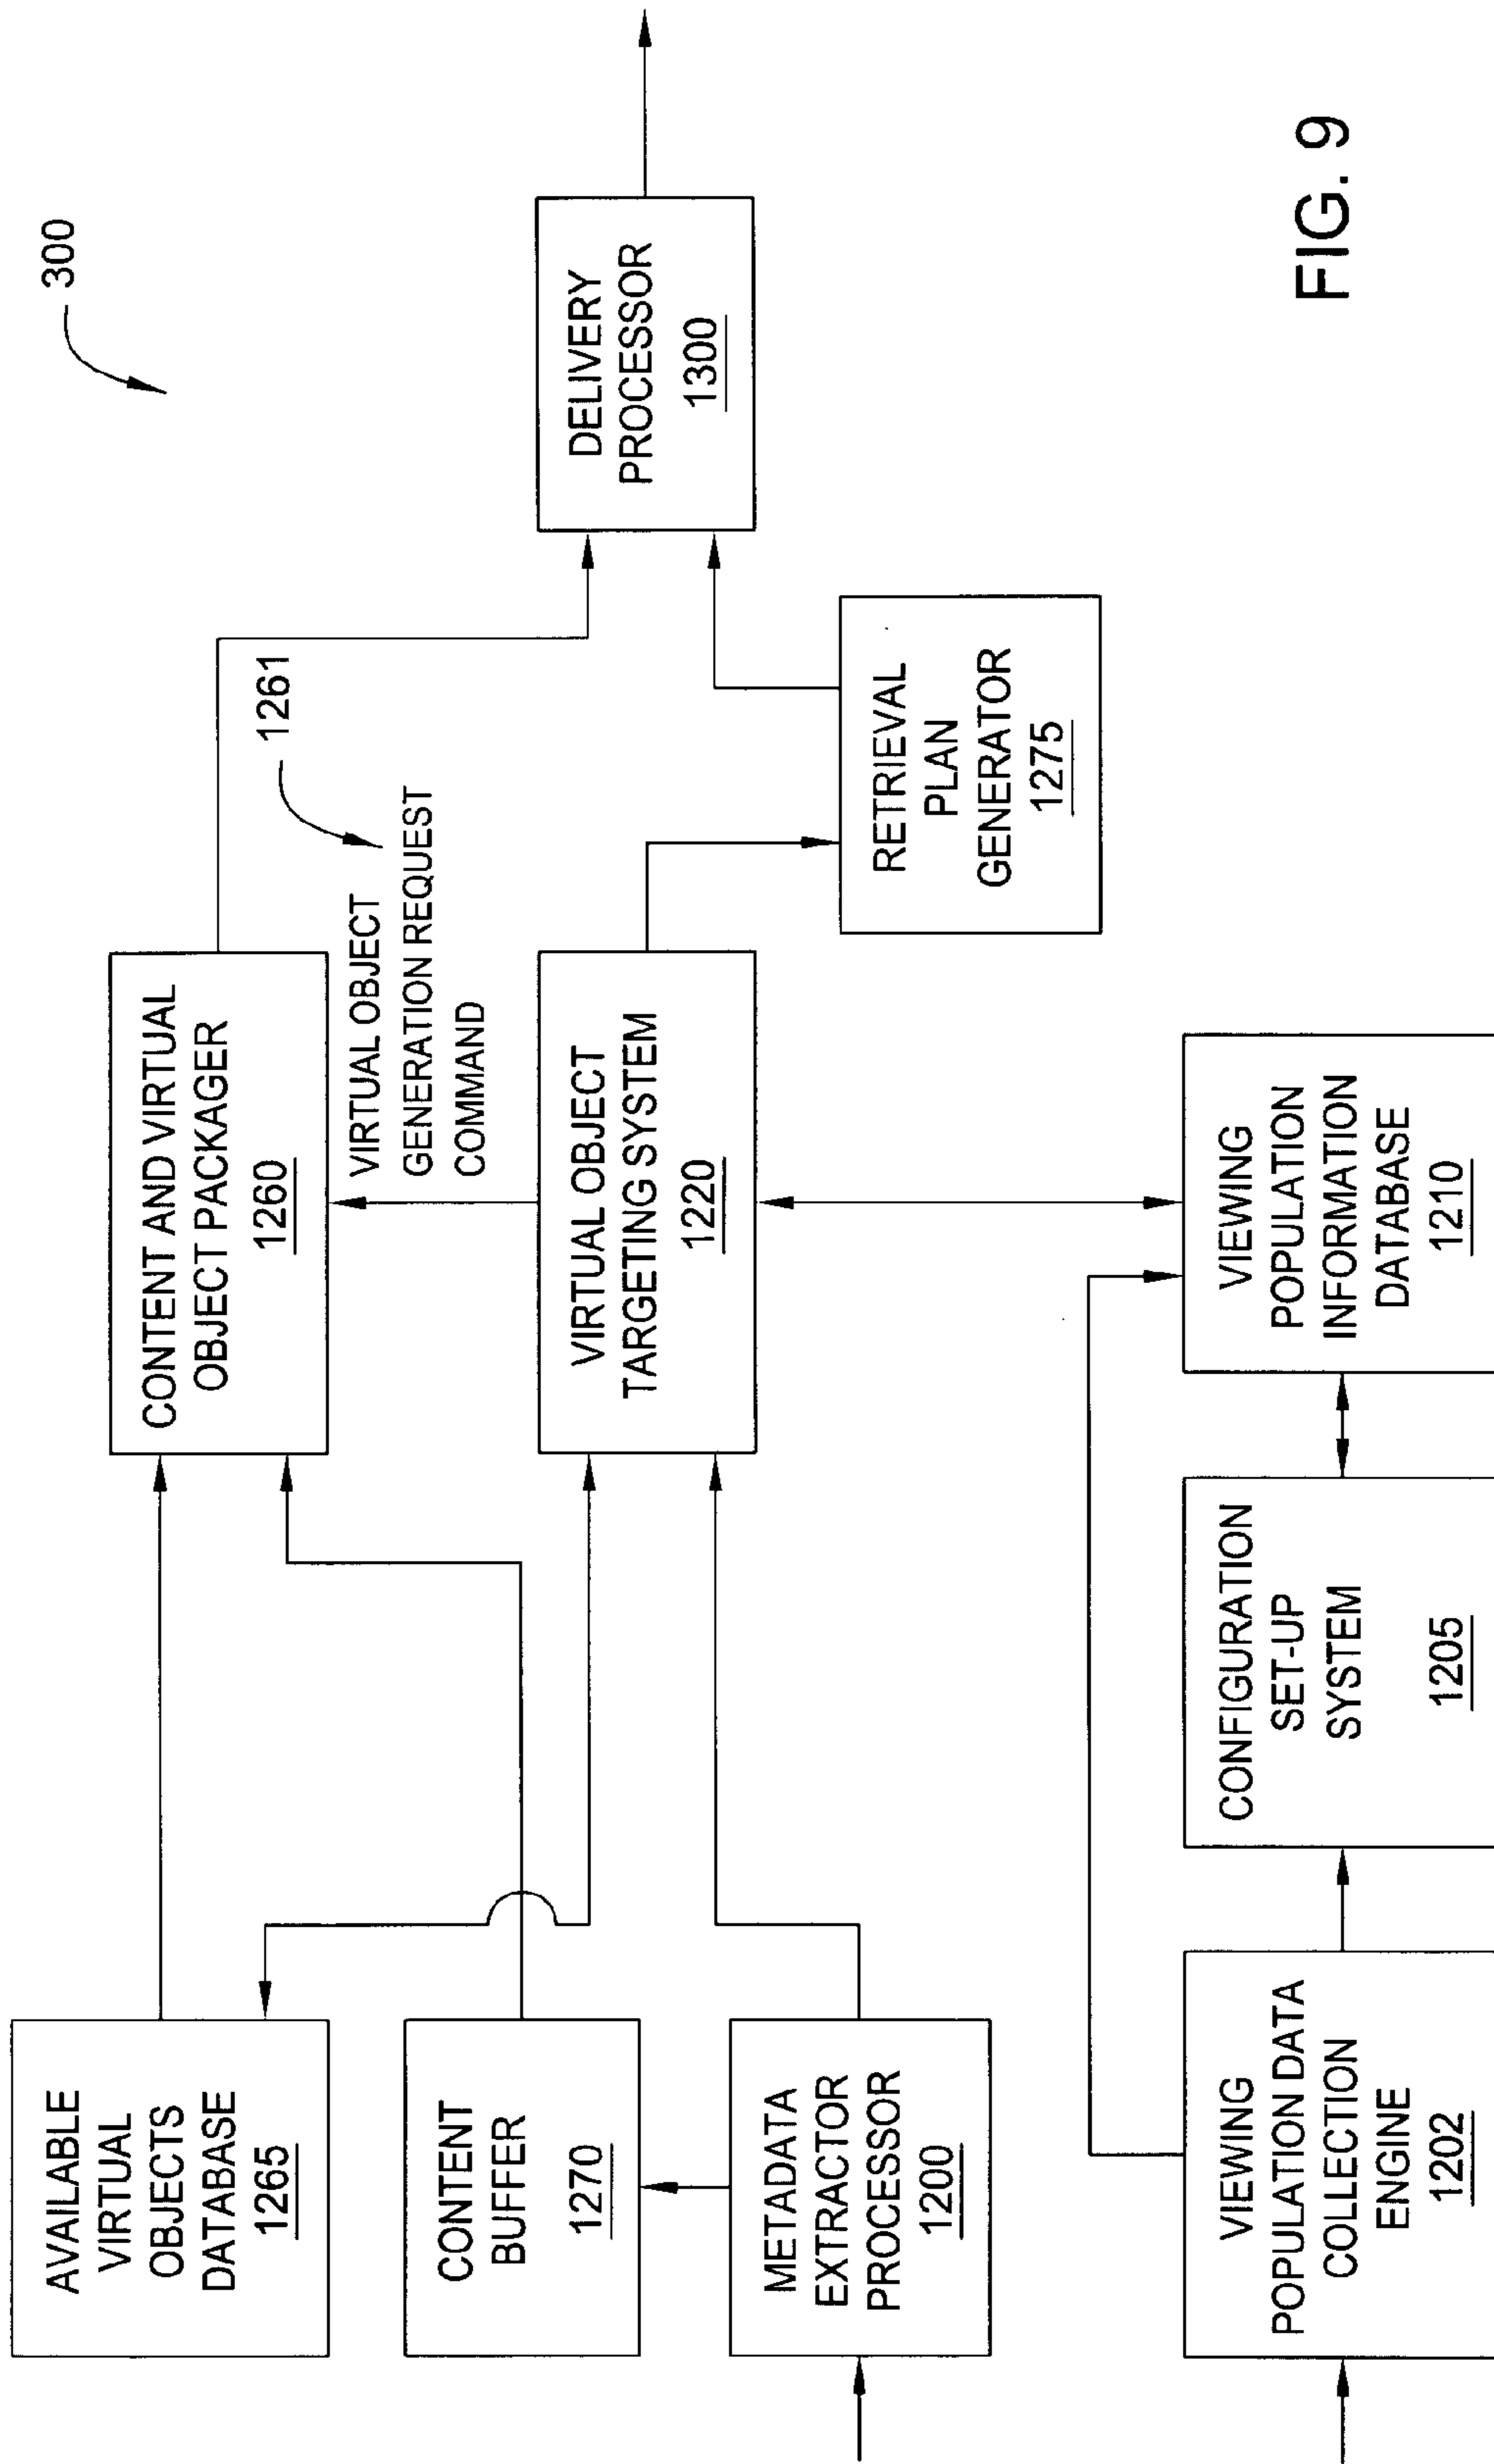 300
AVAILABLE
VIRTUAL
OBJECTS
DATABASE
1265
CONTENT AND VIRTUAL
OBJECT PACKAGER
1260
1261
VIRTUAL OBJECT
GENERATION REQUEST
COMMAND
CONTENT
BUFFER
1270
VIRTUAL OBJECT
TARGETING SYSTEM
1220
DELIVERY
PROCESSOR
1300
METADATA
EXTRACTOR
PROCESSOR
1200
RETRIEVAL
PLAN
GENERATOR
1275
VIEWING
POPULATION DATA
COLLECTION
ENGINE
1202
CONFIGURATION
SET-UP
SYSTEM
1205
VIEWING
POPULATION
INFORMATION
DATABASE
1210
FIG. 9